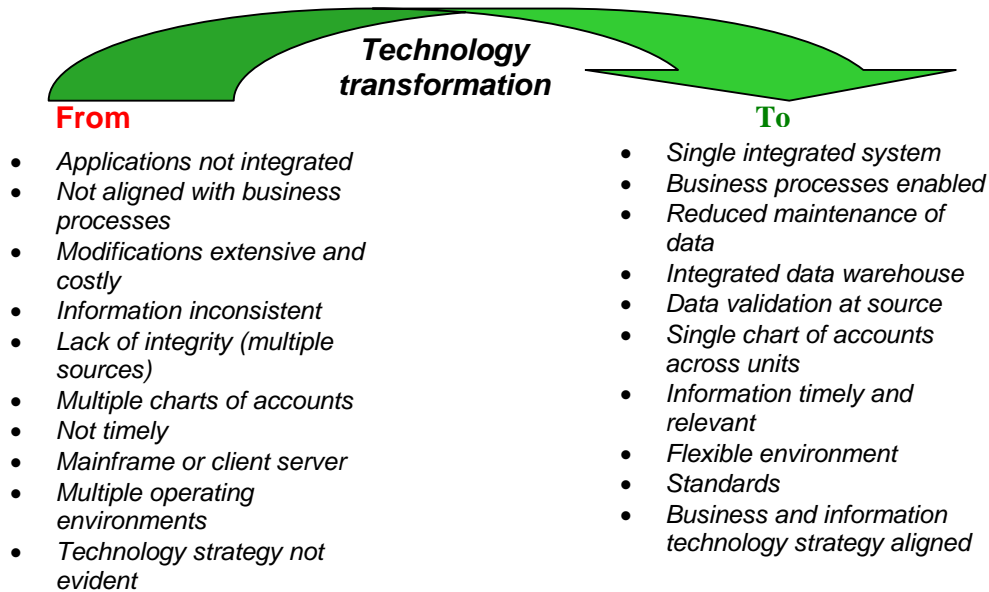 Technology
transformation
From
• Applications not integrated
• Not aligned with business
processes
• Modifications extensive and
costly
• Information inconsistent
• Lack of integrity (multiple
sources)
• Multiple charts of accounts
• Not timely
• Mainframe or client server
• Multiple operating
environments
• Technology strategy not
evident
To
• Single integrated system
• Business processes enabled
• Reduced maintenance of
data
• Integrated data warehouse
• Data validation at source
• Single chart of accounts
across units
• Information timely and
relevant
• Flexible environment
• Standards
• Business and information
technology strategy aligned